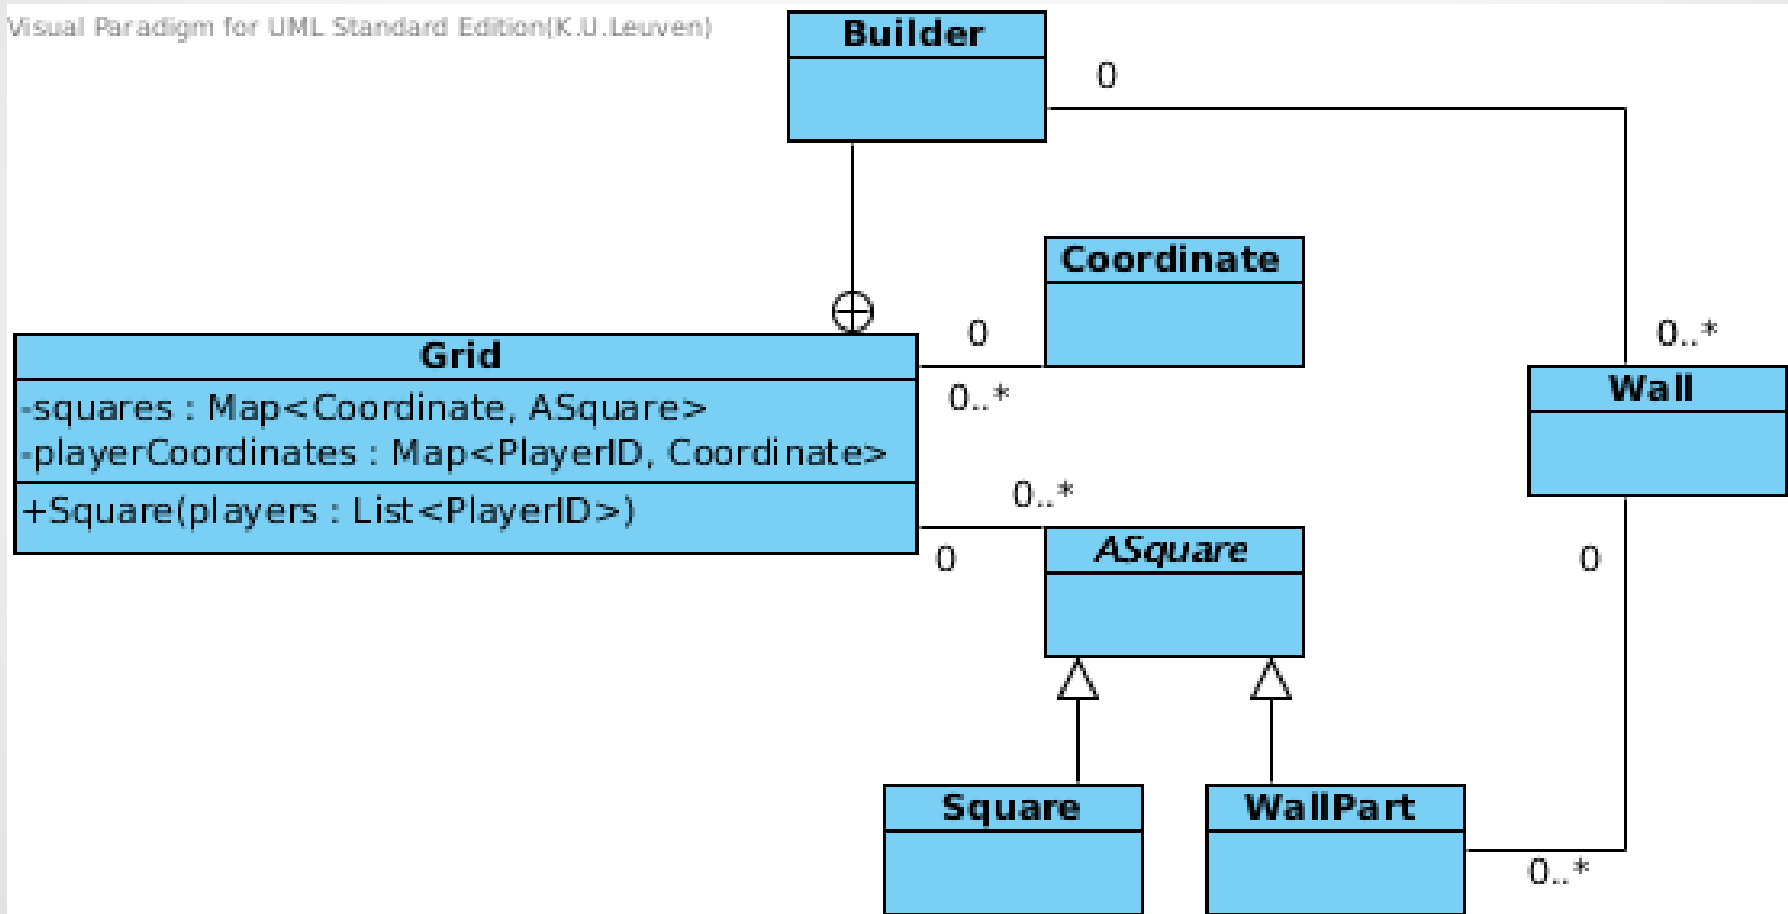 Visual Paradigm for UML Standard Edition(K.U.Leuven)
Builder
0
Coordinate
0
0..*
0..*
Grid
-squares : Map<Coordinate, ASquare>
-playerCoordinates : Map<PlayerID, Coordinate>
+Square(players : List<PlayerID>)
Wall
0..*
0
ASquare
0
Square
WallPart
0..*